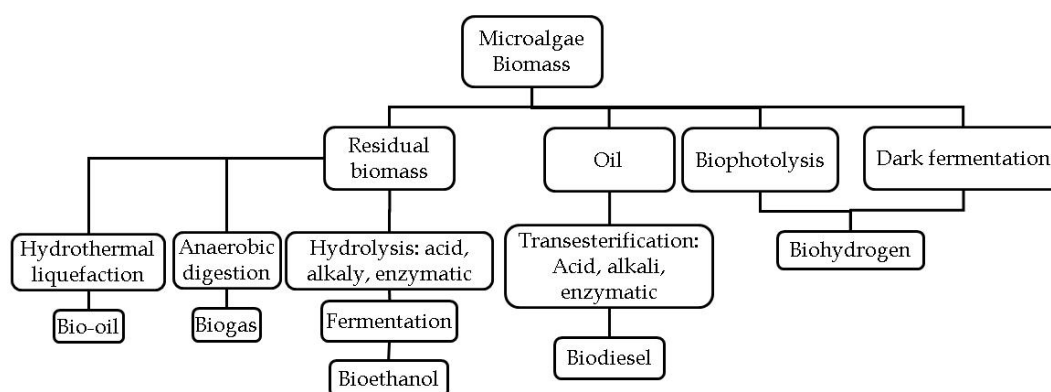 Microalgae
Biomass
Residual
biomass
Oil
Biophotolysis
Dark fermentation
Hydrothermal
liquefaction
Anaerobic
digestion
Hydrolysis: acid,
alkaly, enzymatic
Transesterification:
Acid, alkali,
enzymatic
Biohydrogen
Bio-oil
Biogas
Fermentation
Biodiesel
Bioethanol